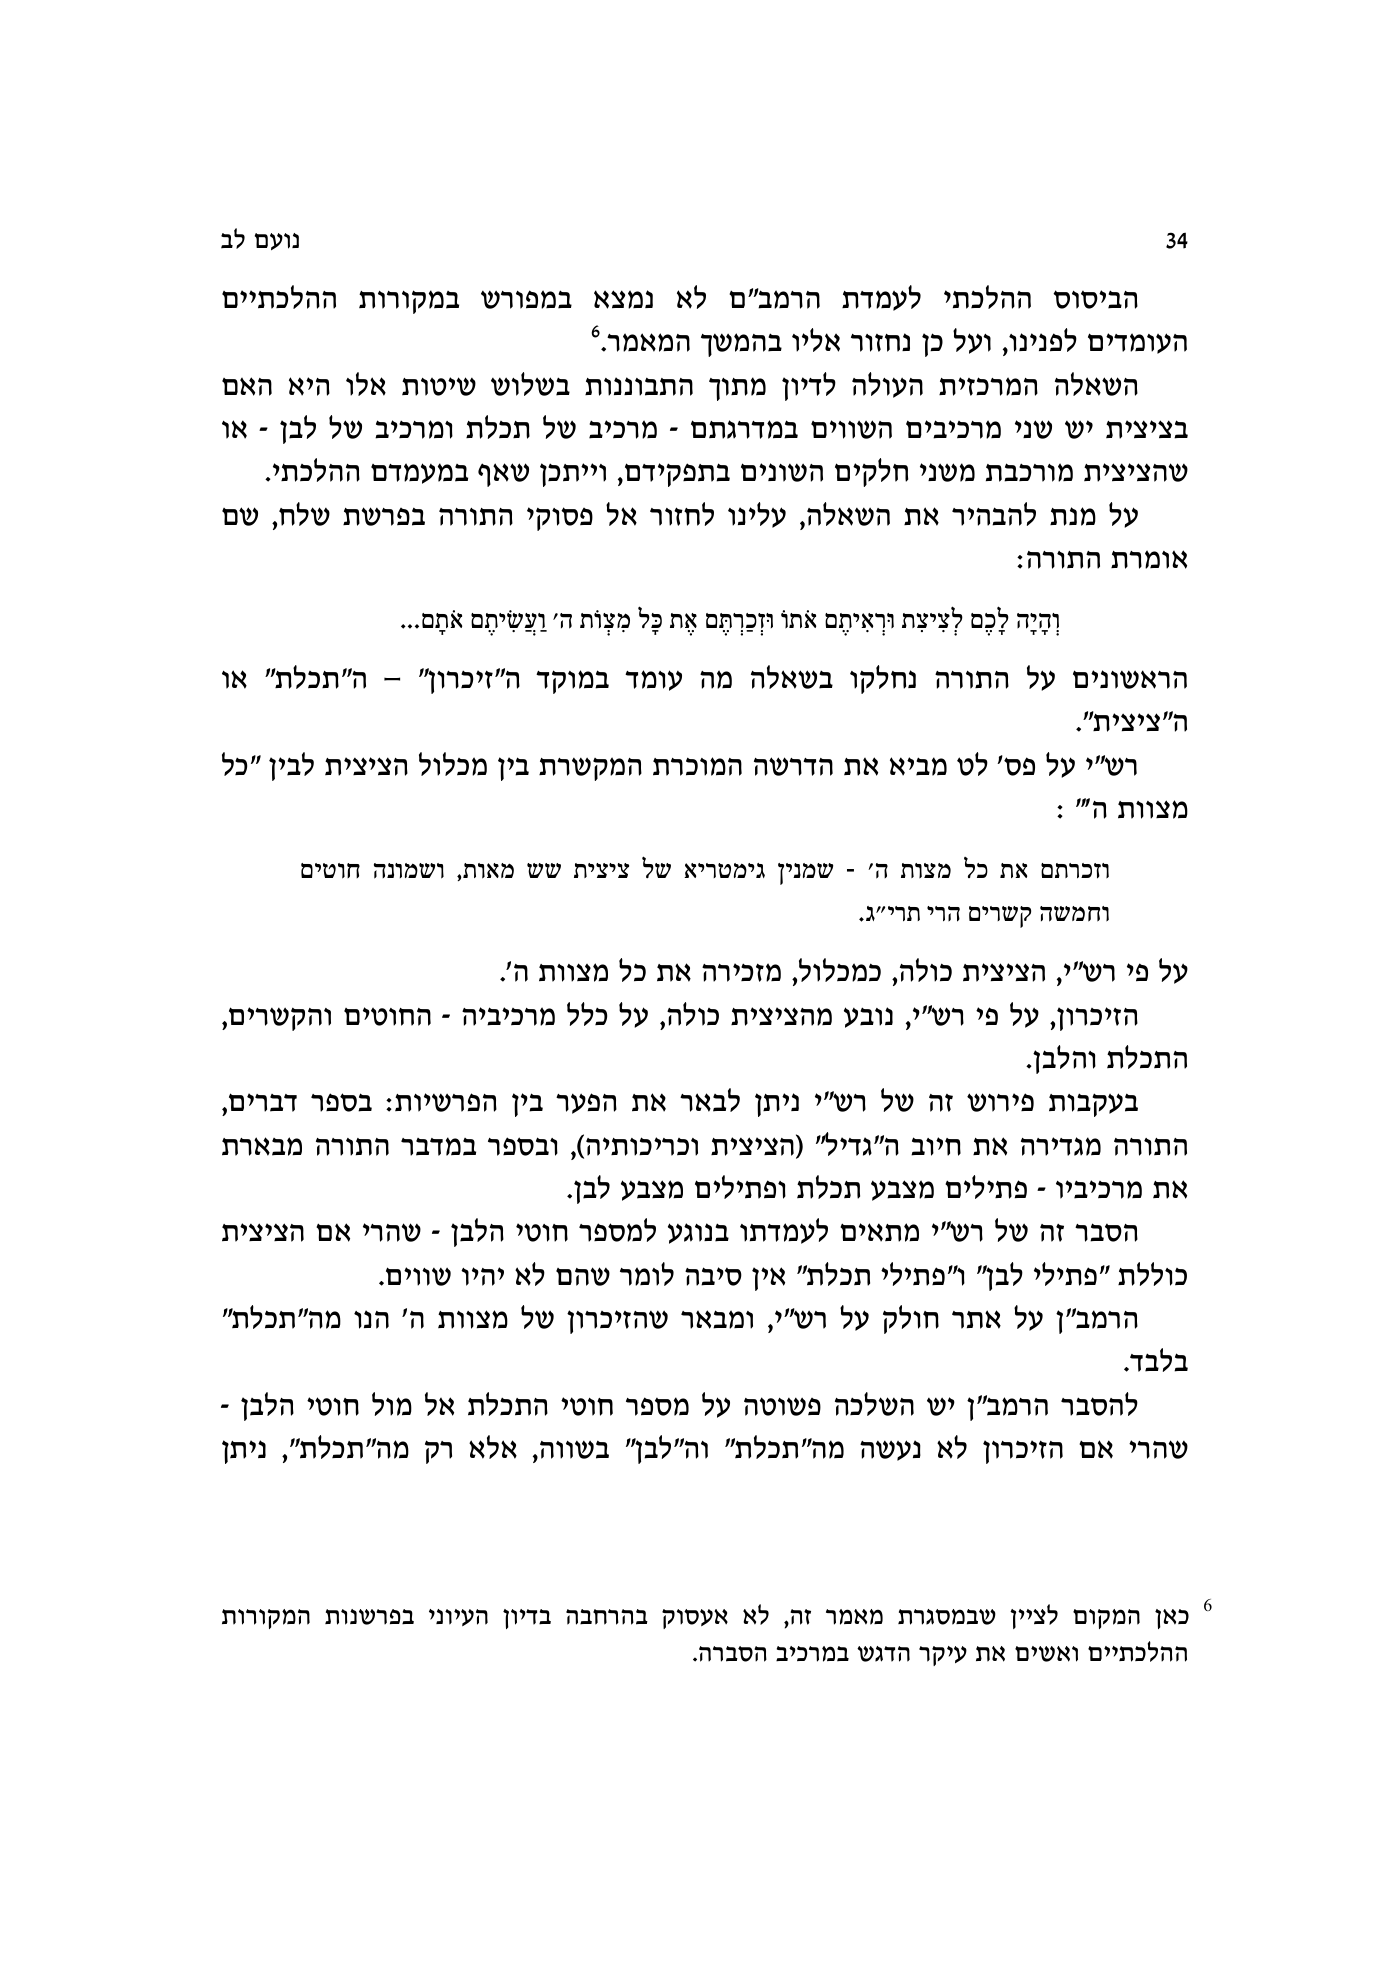 34 נועם לב
הביסוס ההלכתי לעמדת הרמב"ם לא נמצא במפורש במקורות ההלכתיים
העומדים לפנינו, ועל כן נחזור אליו בהמשך המאמר.6
השאלה המרכזית העולה לדיון מתוך התבוננות בשלוש שיטות אלו היא האם
בציצית יש שני מרכיבים השווים במדרגתם - מרכיב של תכלת ומרכיב של לבן - או
שהציצית מורכבת משני חלקים השונים בתפקידם, וייתכן שאף במעמדם ההלכתי.
על מנת להבהיר את השאלה, עלינו לחזור אל פסוקי התורה בפרשת שלח, שם
אומרת התורה:
וְהָיָה לָכֶם לְצִיצִת וּרְאִיתֶם אֹתוֹ וּזְכַרְתֶּם אֶת כָּל מִצְוֹת ה' וַעֲשִׂיתֶם אֹתָם...
הראשונים על התורה נחלקו בשאלה מה עומד במוקד ה"זיכרון" – ה"תכלת" או
ה"ציצית".
רש"י על פס' לט מביא את הדרשה המוכרת המקשרת בין מכלול הציצית לבין "כל
מצוות ה'" :
וזכרתם את כל מצות ה' - שמנין גימטריא של ציצית שש מאות, ושמונה חוטים
וחמשה קשרים הרי תרי״ג.
על פי רש"י, הציצית כולה, כמכלול, מזכירה את כל מצוות ה'.
הזיכרון, על פי רש"י, נובע מהציצית כולה, על כלל מרכיביה - החוטים והקשרים,
התכלת והלבן.
בעקבות פירוש זה של רש"י ניתן לבאר את הפער בין הפרשיות: בספר דברים,
התורה מגדירה את חיוב ה"גדיל" (הציצית וכריכותיה), ובספר במדבר התורה מבארת
את מרכיביו - פתילים מצבע תכלת ופתילים מצבע לבן.
הסבר זה של רש"י מתאים לעמדתו בנוגע למספר חוטי הלבן - שהרי אם הציצית
כוללת "פתילי לבן" ו"פתילי תכלת" אין סיבה לומר שהם לא יהיו שווים.
הרמב"ן על אתר חולק על רש"י, ומבאר שהזיכרון של מצוות ה' הנו מה"תכלת"
בלבד.
להסבר הרמב"ן יש השלכה פשוטה על מספר חוטי התכלת אל מול חוטי הלבן -
שהרי אם הזיכרון לא נעשה מה"תכלת" וה"לבן" בשווה, אלא רק מה"תכלת", ניתן
6 כאן המקום לציין שבמסגרת מאמר זה, לא אעסוק בהרחבה בדיון העיוני בפרשנות המקורות
ההלכתיים ואשים את עיקר הדגש במרכיב הסברה.